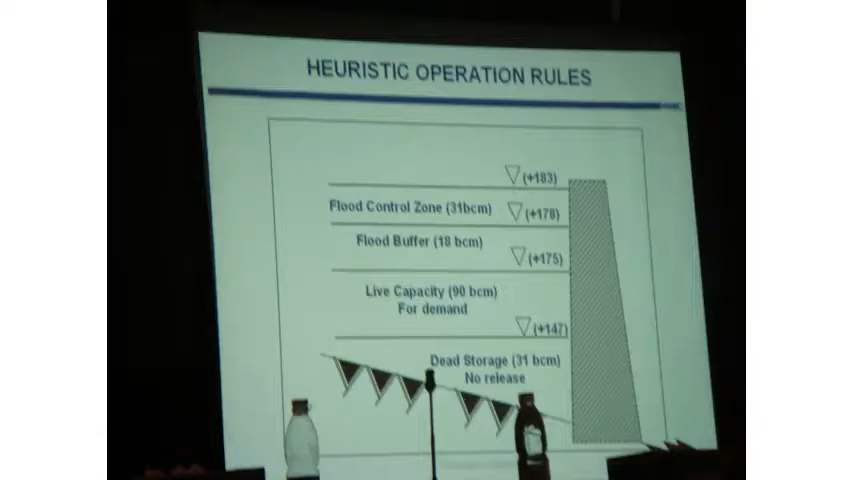 HEURISTIC OPERATION RULES
(+183)
Flood Control Zone (31bcm) (+178)
Flood Buffer (18 bcm)
(+175)
Live Capacity (90 bcm)
For demand
(+147)
Dead Storage (31 bcm)
No release